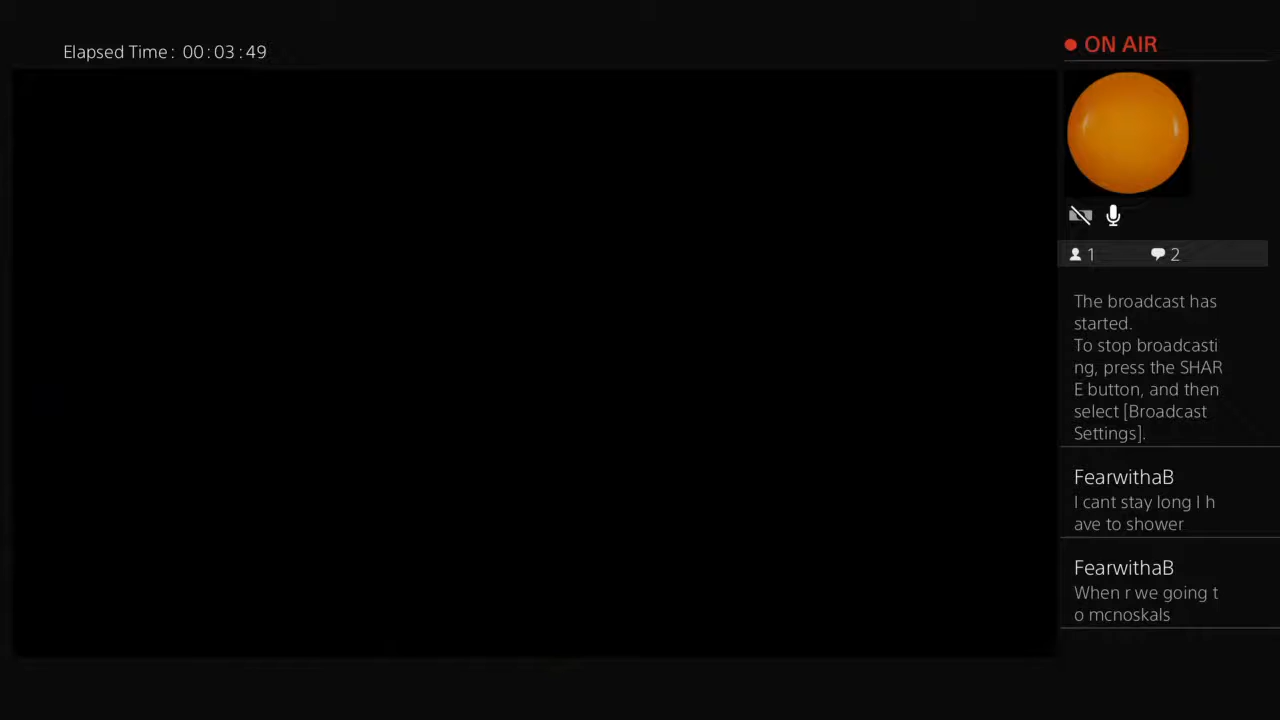 Elapsed Time: 00:03:49
ON AIR
1 2
The broadcast has
started.
To stop broadcasti
ng, press the SHAR
E button, and then
select [Broadcast
Settings].
FearwithaB
I cant stay long I h
ave to shower
FearwithaB
When r we going t
o mcnoskals